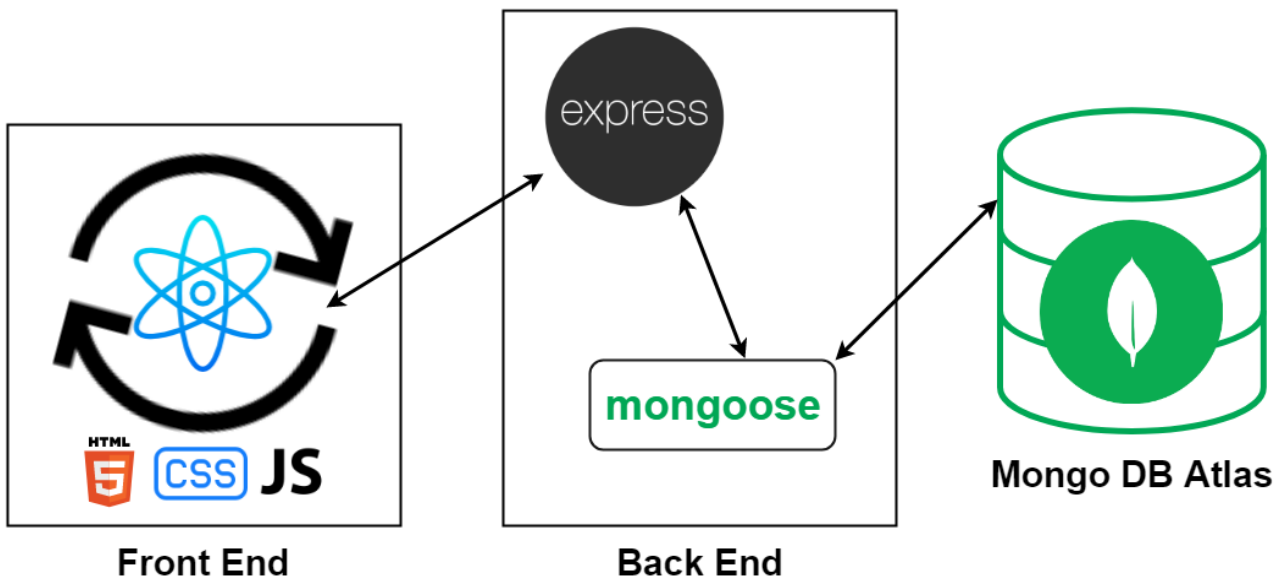 express
mongoose
HTML
5
CSS
JS
Mongo DB Atlas
Front End
Back End